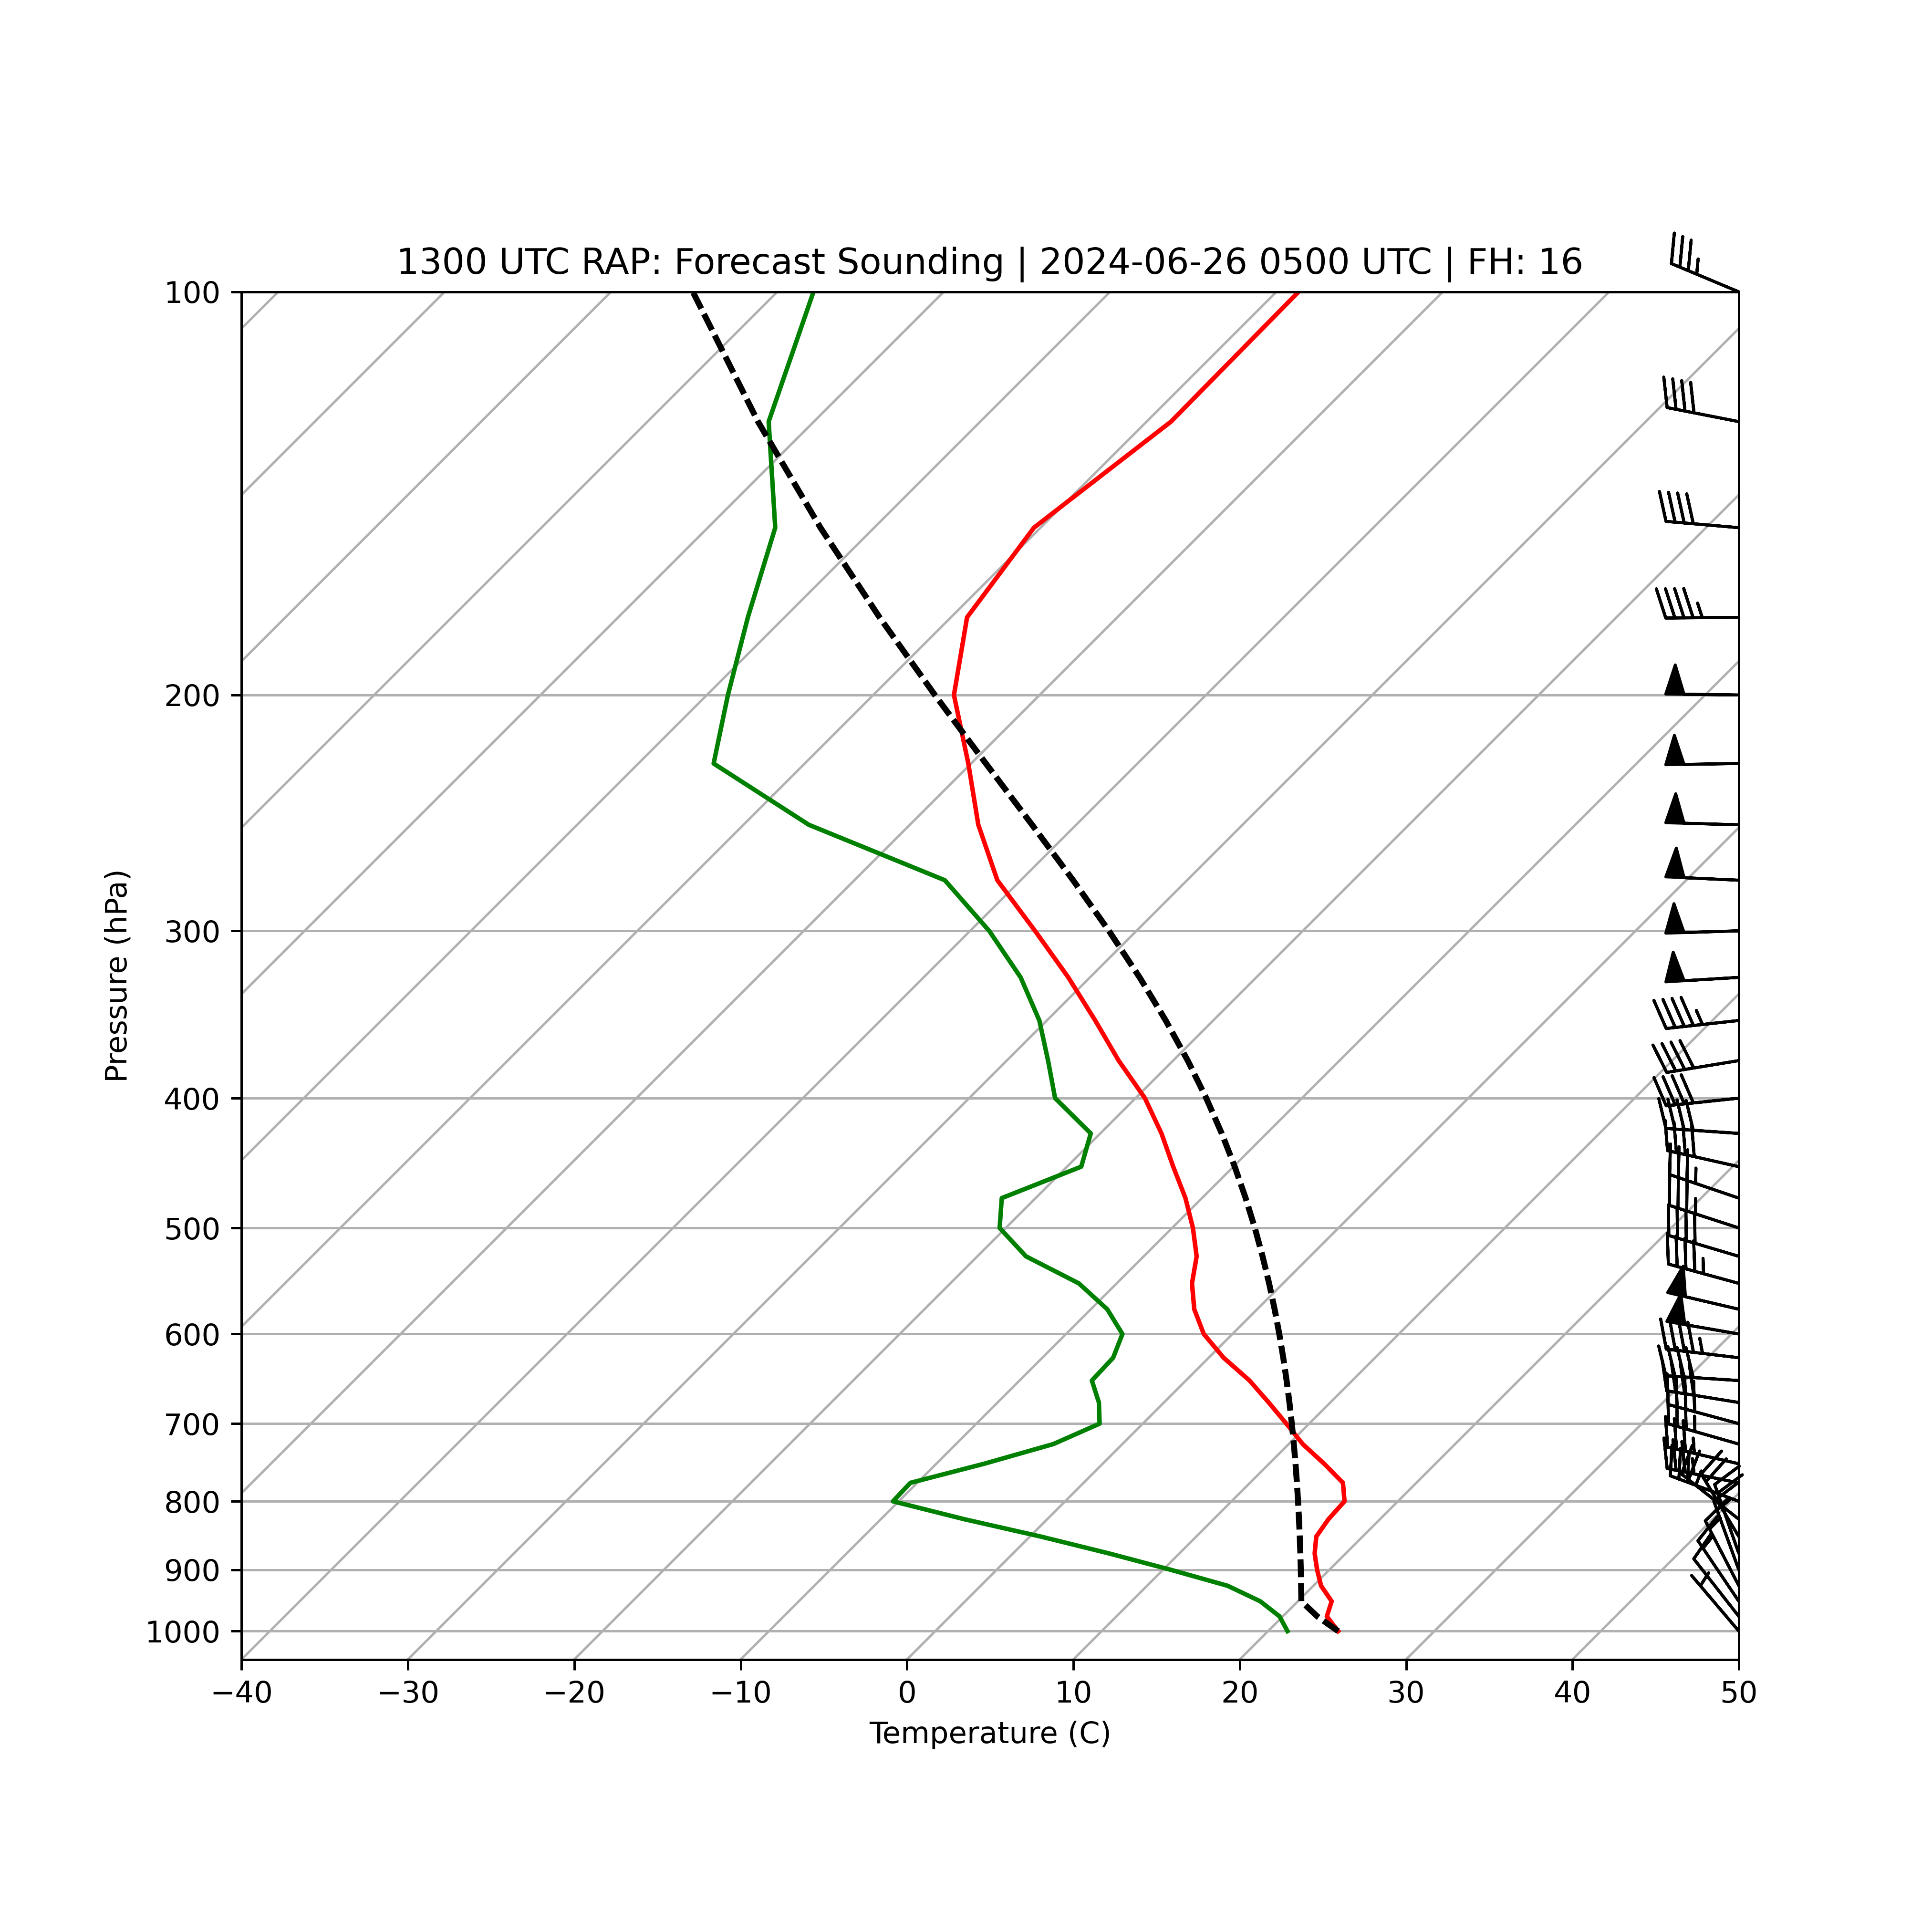 1300 UTC RAP: Forecast Sounding | 2024-06-26 0500 UTC | FH: 16
100
200
300
400
500
600
700
800
900
1000
Pressure (hPa)
−40 −30 −20 −10 0 10 20 30 40 50
Temperature (C)